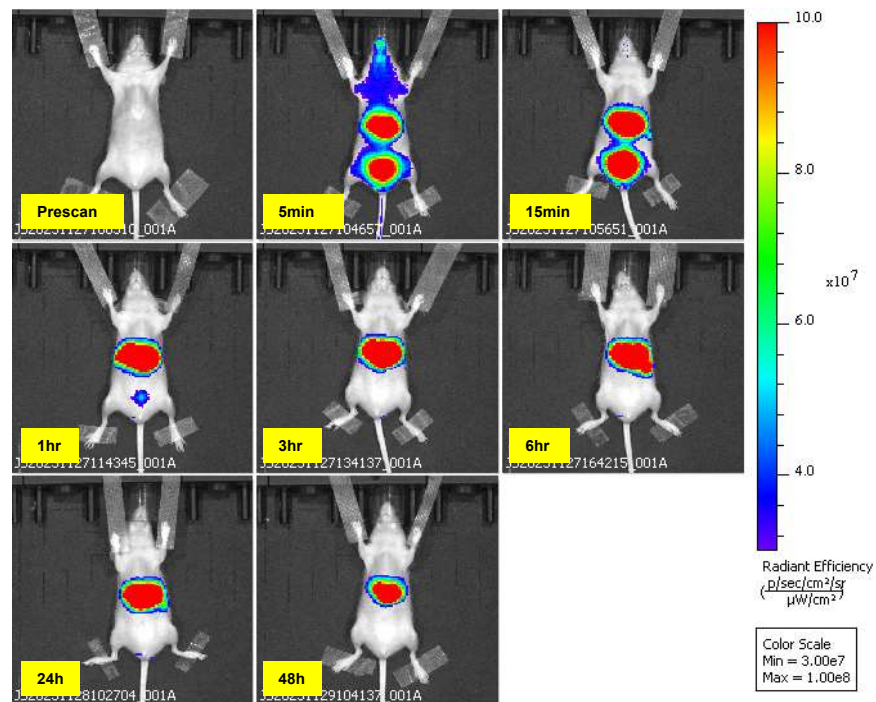 Prescan
5min
15min
1hr
3hr
6hr
24h
48h
10.0
8.0
x10⁷
6.0
4.0
Radiant Efficiency
(p/sec/cm²/sr
µW/cm²)
Color Scale
Min = 3.00e7
Max = 1.00e8